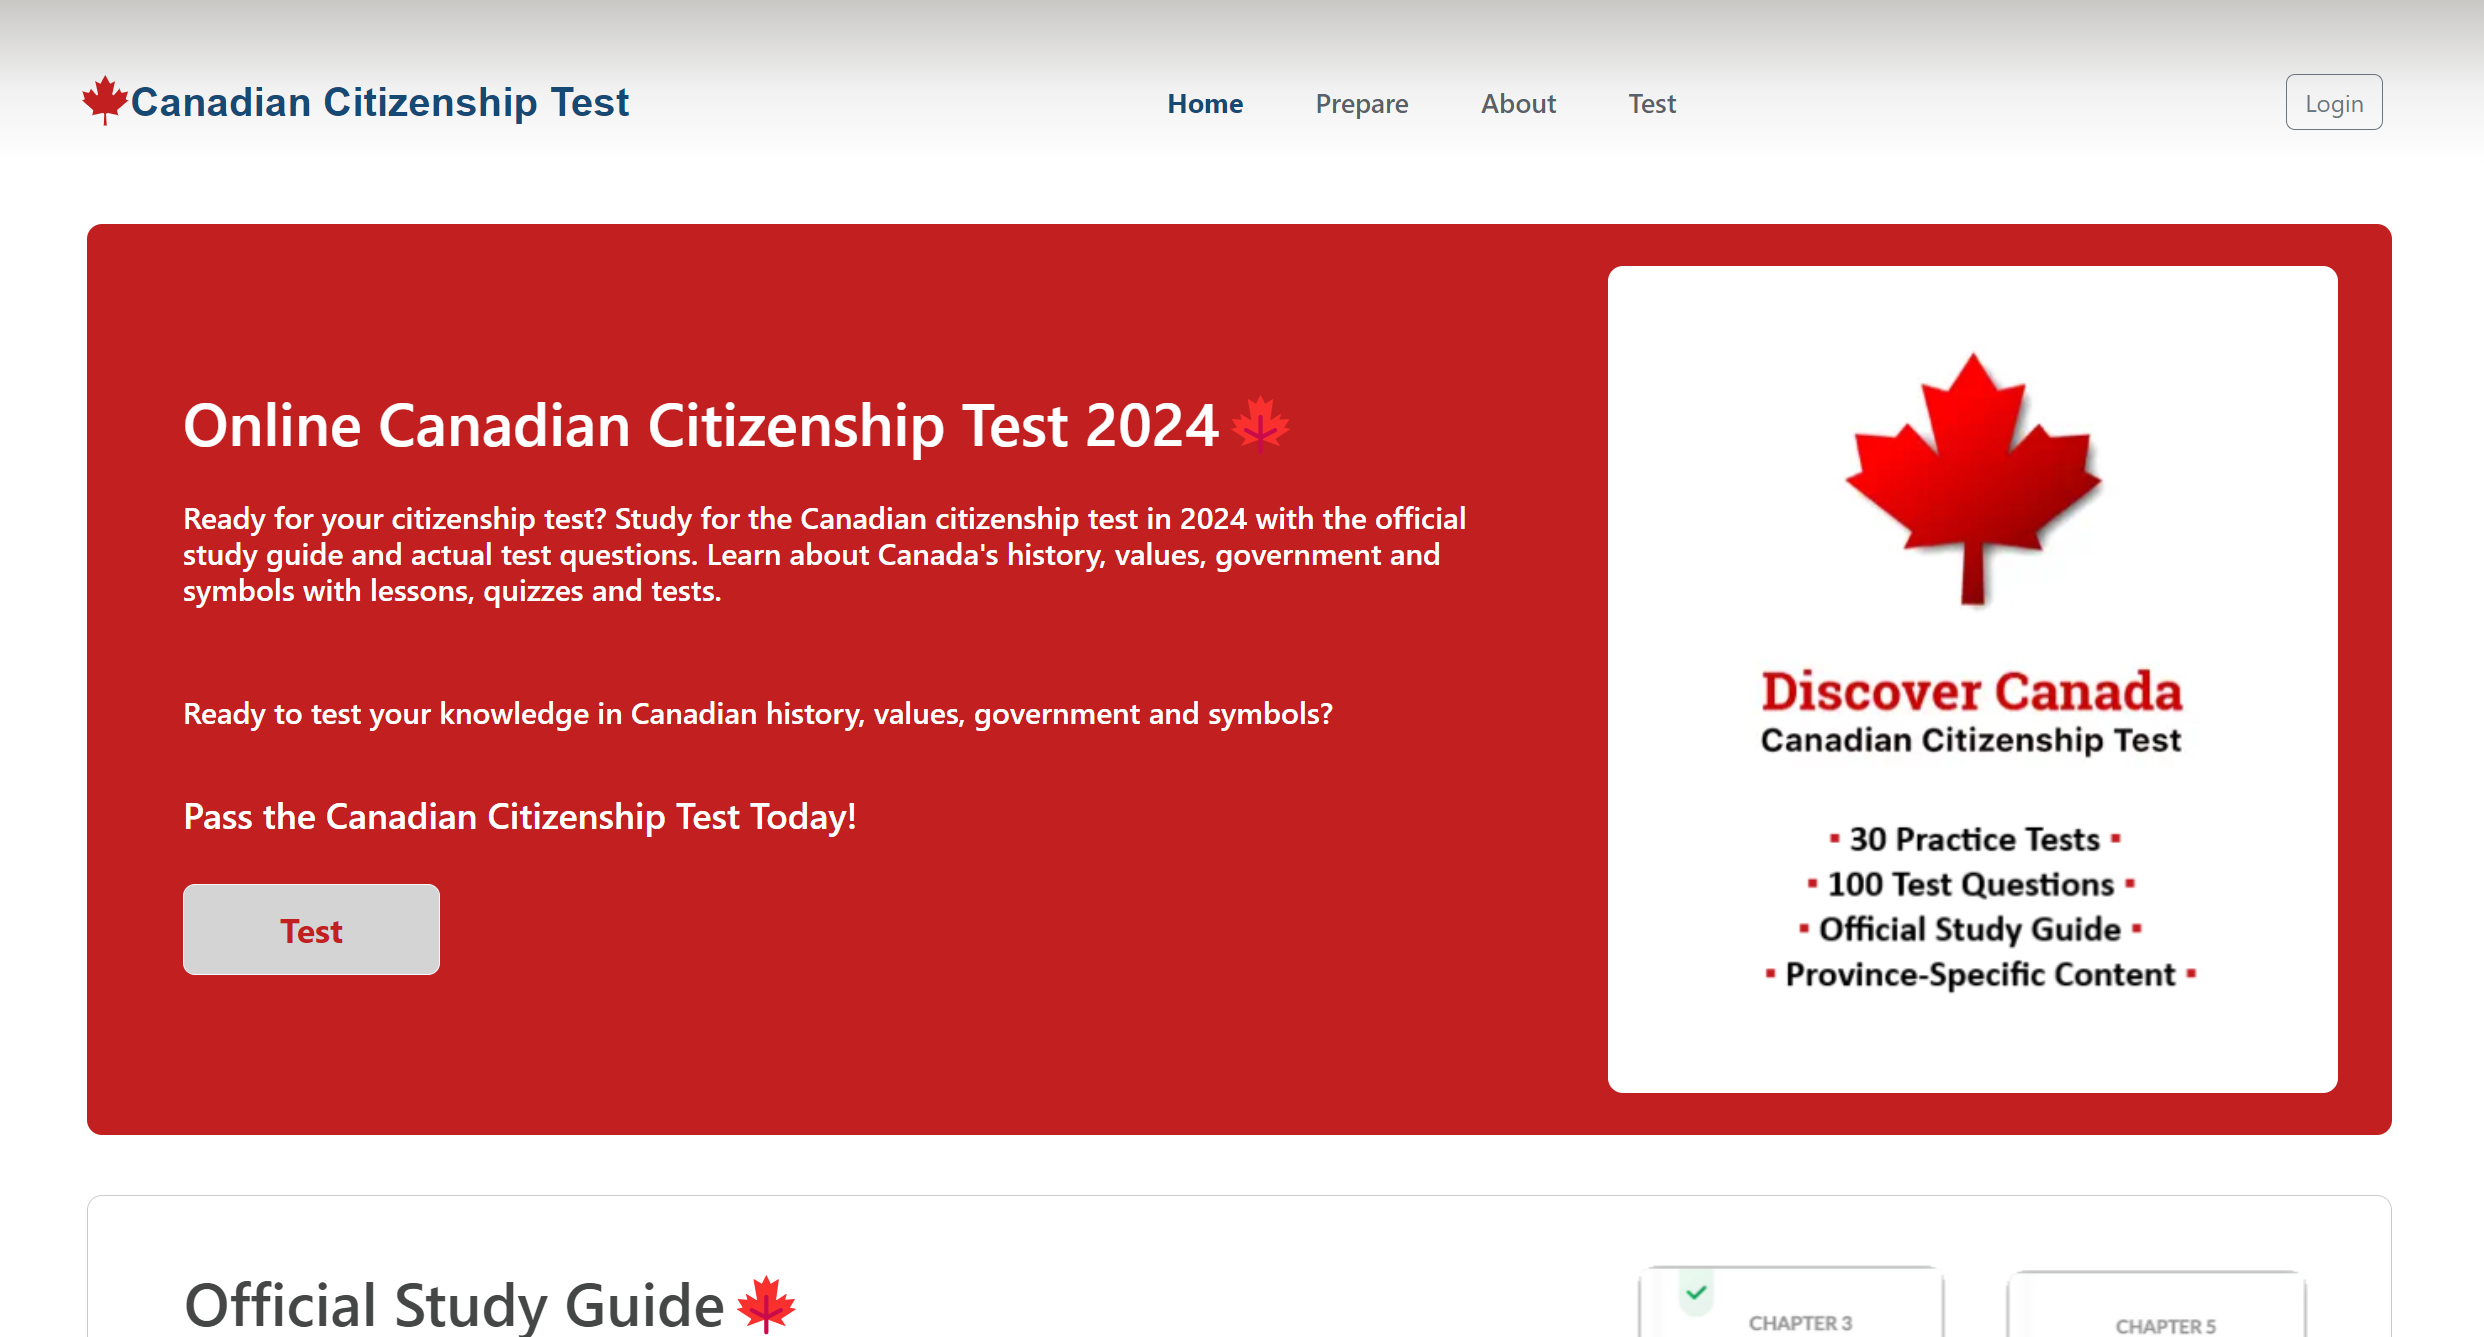 Canadian Citizenship Test
Home
Prepare
About
Test
Login
Online Canadian Citizenship Test 2024
Ready for your citizenship test? Study for the Canadian citizenship test in 2024 with the official
study guide and actual test questions. Learn about Canada's history, values, government and
symbols with lessons, quizzes and tests.
Ready to test your knowledge in Canadian history, values, government and symbols?
Pass the Canadian Citizenship Test Today!
Test
Discover Canada
Canadian Citizenship Test
30 Practice Tests
100 Test Questions
Official Study Guide
Province-Specific Content
Official Study Guide
CHAPTER 3
CHAPTER 5